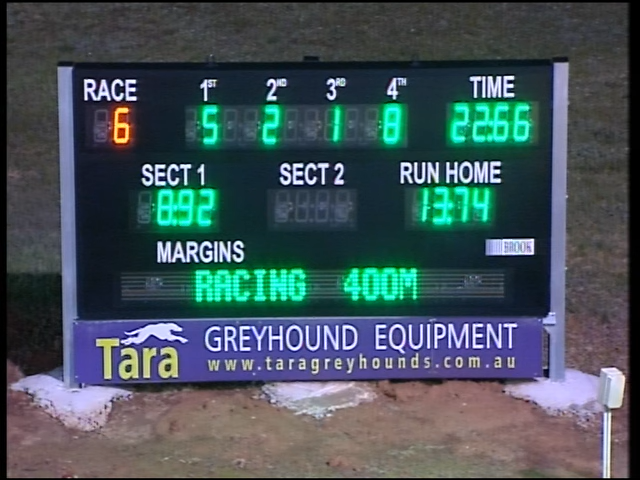 RACE 1ST 2ND 3RD 4TH TIME
6 5 2 1 8 22.66
SECT 1 SECT 2 RUN HOME
8.92 13.74
BROOK
MARGINS
RACING 400M
Tara GREYHOUND EQUIPMENT
www.taragreyhounds.com.au